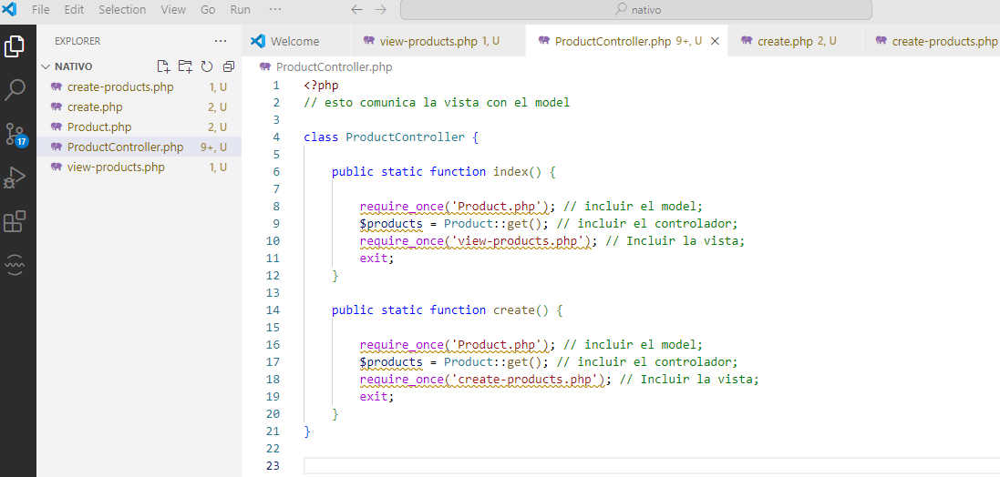 File Edit Selection View Go Run ··· nativo
EXPLORER ···
Welcome view-products.php 1, U ProductController.php 9+, U create.php 2, U create-products.php
NATIVO
create-products.php 1, U
create.php 2, U
Product.php 2, U
ProductController.php 9+, U
view-products.php 1, U
17
ProductController.php
1 <?php
2 // esto comunica la vista con el model
3
4 class ProductController {
5
6 public static function index() {
7
8 require_once('Product.php'); // incluir el model;
9 $products = Product::get(); // incluir el controlador;
10 require_once('view-products.php'); // Incluir la vista;
11 exit;
12 }
13
14 public static function create() {
15
16 require_once('Product.php'); // incluir el model;
17 $products = Product::get(); // incluir el controlador;
18 require_once('create-products.php'); // Incluir la vista;
19 exit;
20 }
21 }
22
23